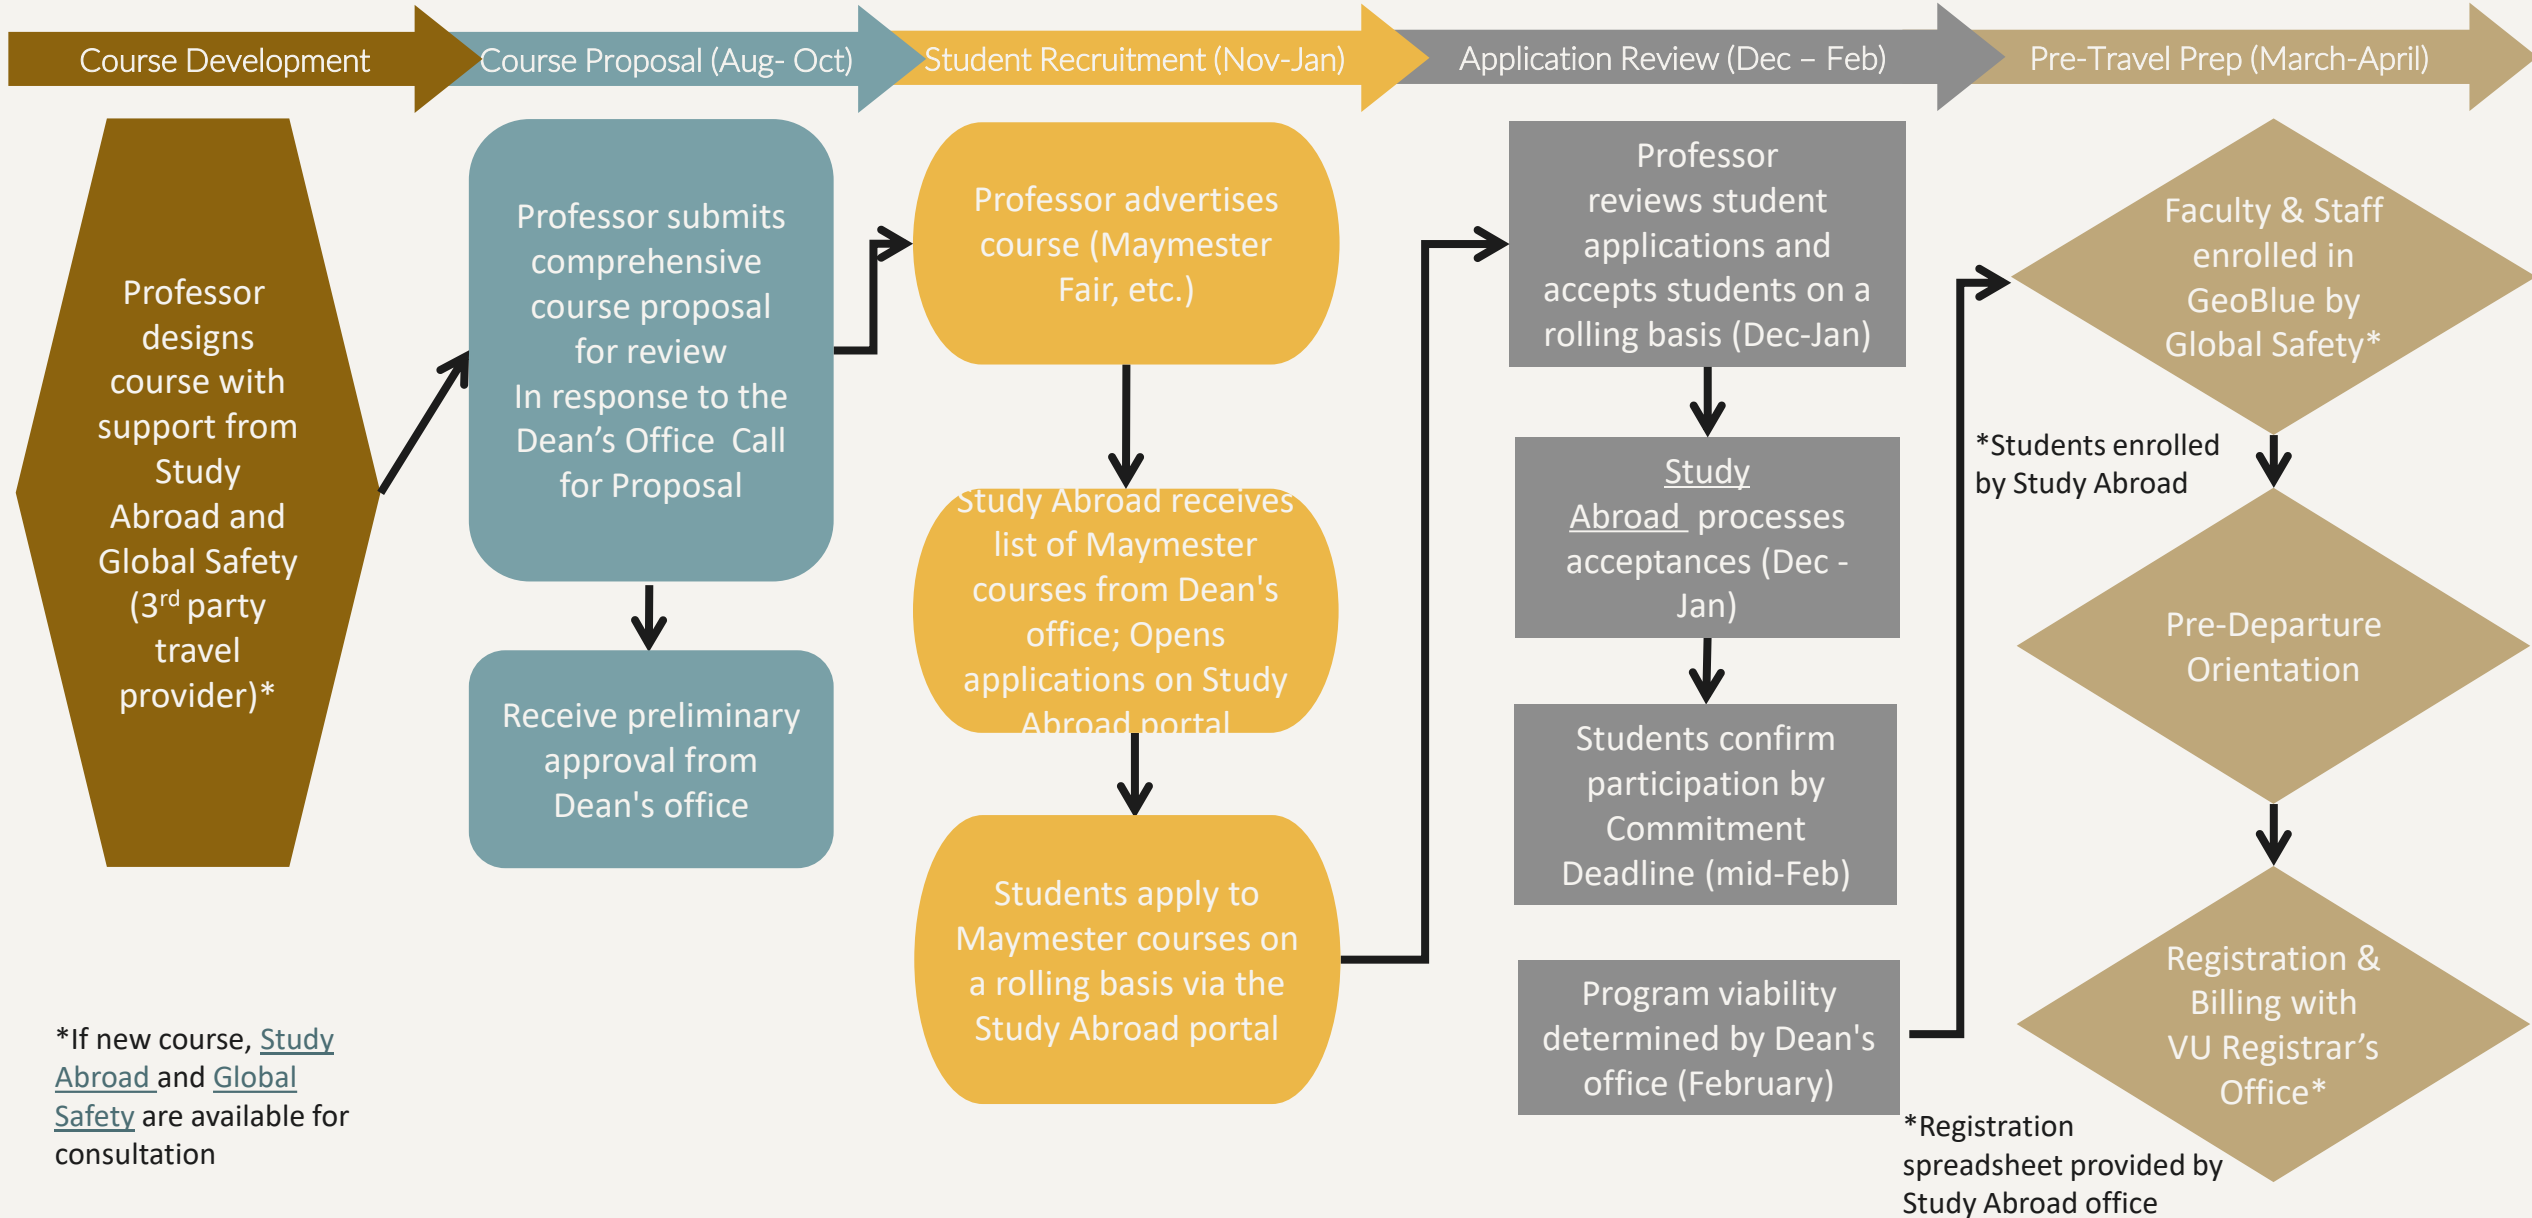 Course Development
Course Proposal (Aug- Oct)
Student Recruitment (Nov-Jan)
Application Review (Dec – Feb)
Pre-Travel Prep (March-April)
Professor
designs
course with
support from
Study
Abroad and
Global Safety
(3rd party
travel
provider)*
*If new course, Study
Abroad and Global
Safety are available for
consultation
Professor submits
comprehensive
course proposal
for review
In response to the
Dean’s Office  Call
for Proposal
Receive preliminary
approval from
Dean's office
Professor advertises
course (Maymester
Fair, etc.)
Study Abroad receives
list of Maymester
courses from Dean's
office; Opens
applications on Study
Abroad portal
Students apply to
Maymester courses on
a rolling basis via the
Study Abroad portal
Professor
reviews student
applications and
accepts students on a
rolling basis (Dec-Jan)
Study
Abroad  processes
acceptances (Dec -
Jan)
Students confirm
participation by
Commitment
Deadline (mid-Feb)
Program viability
determined by Dean's
office (February)
Faculty & Staff
enrolled in
GeoBlue by
Global Safety*
*Students enrolled
by Study Abroad
Pre-Departure
Orientation
Registration &
Billing with
VU Registrar’s
Office*
*Registration
spreadsheet provided by
Study Abroad office